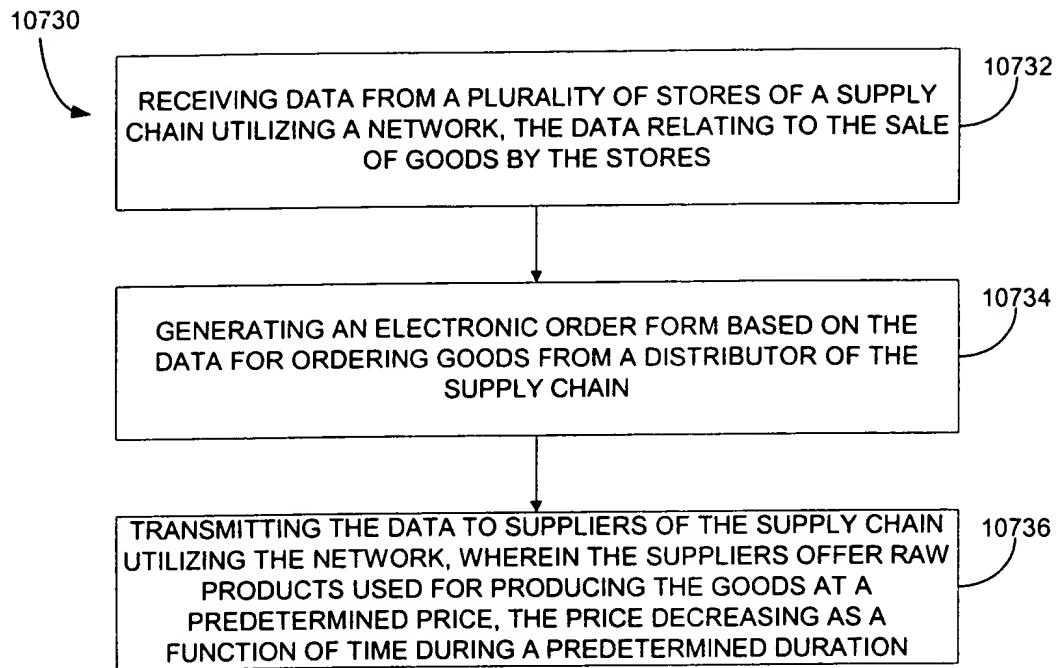 10730
10732
RECEIVING DATA FROM A PLURALITY OF STORES OF A SUPPLY
CHAIN UTILIZING A NETWORK, THE DATA RELATING TO THE SALE
OF GOODS BY THE STORES
10734
GENERATING AN ELECTRONIC ORDER FORM BASED ON THE
DATA FOR ORDERING GOODS FROM A DISTRIBUTOR OF THE
SUPPLY CHAIN
10736
TRANSMITTING THE DATA TO SUPPLIERS OF THE SUPPLY CHAIN
UTILIZING THE NETWORK, WHEREIN THE SUPPLIERS OFFER RAW
PRODUCTS USED FOR PRODUCING THE GOODS AT A
PREDETERMINED PRICE, THE PRICE DECREASING AS A
FUNCTION OF TIME DURING A PREDETERMINED DURATION